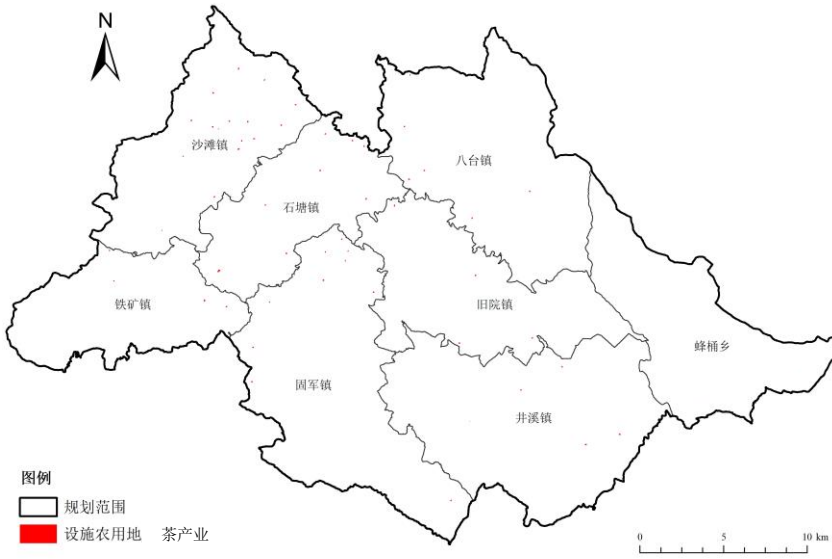 N
沙滩镇
八台镇
石塘镇
铁矿镇
旧院镇
蜂桶乡
固军镇
井溪镇
图例
规划范围
设施农用地 茶产业
0 5 10 km